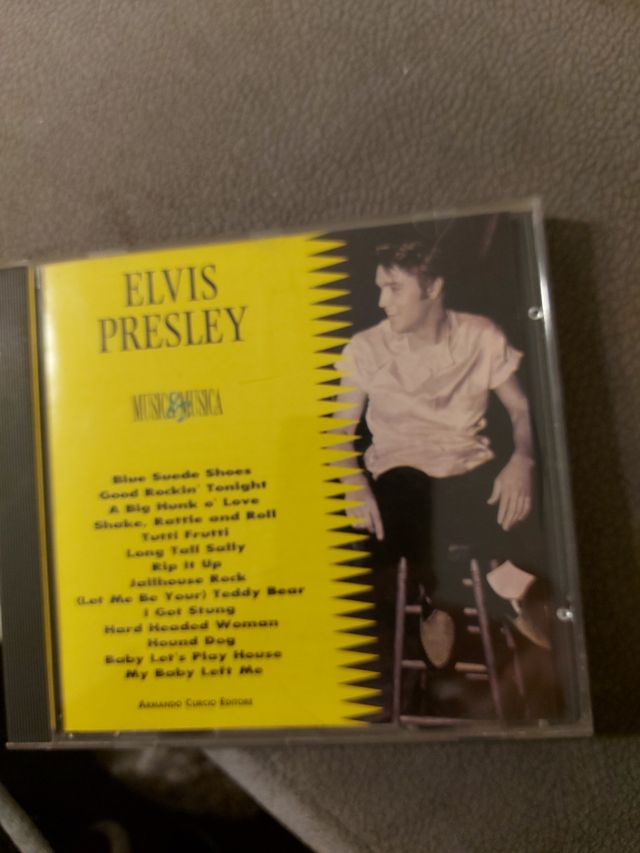 ELVIS
PRESLEY
MUSIC & MUSICA
Blue Suede Shoes
Good Rockin' Tonight
A Big Hunk o' Love
Shake, Rattle and Roll
Tutti Frutti
Long Tall Sally
Rip It Up
Jailhouse Rock
(Let Me Be Your) Teddy Bear
I Got Stung
Hard Headed Woman
Hound Dog
Baby Let's Play House
My Baby Left Me
ARMANDO CURCIO EDITORE